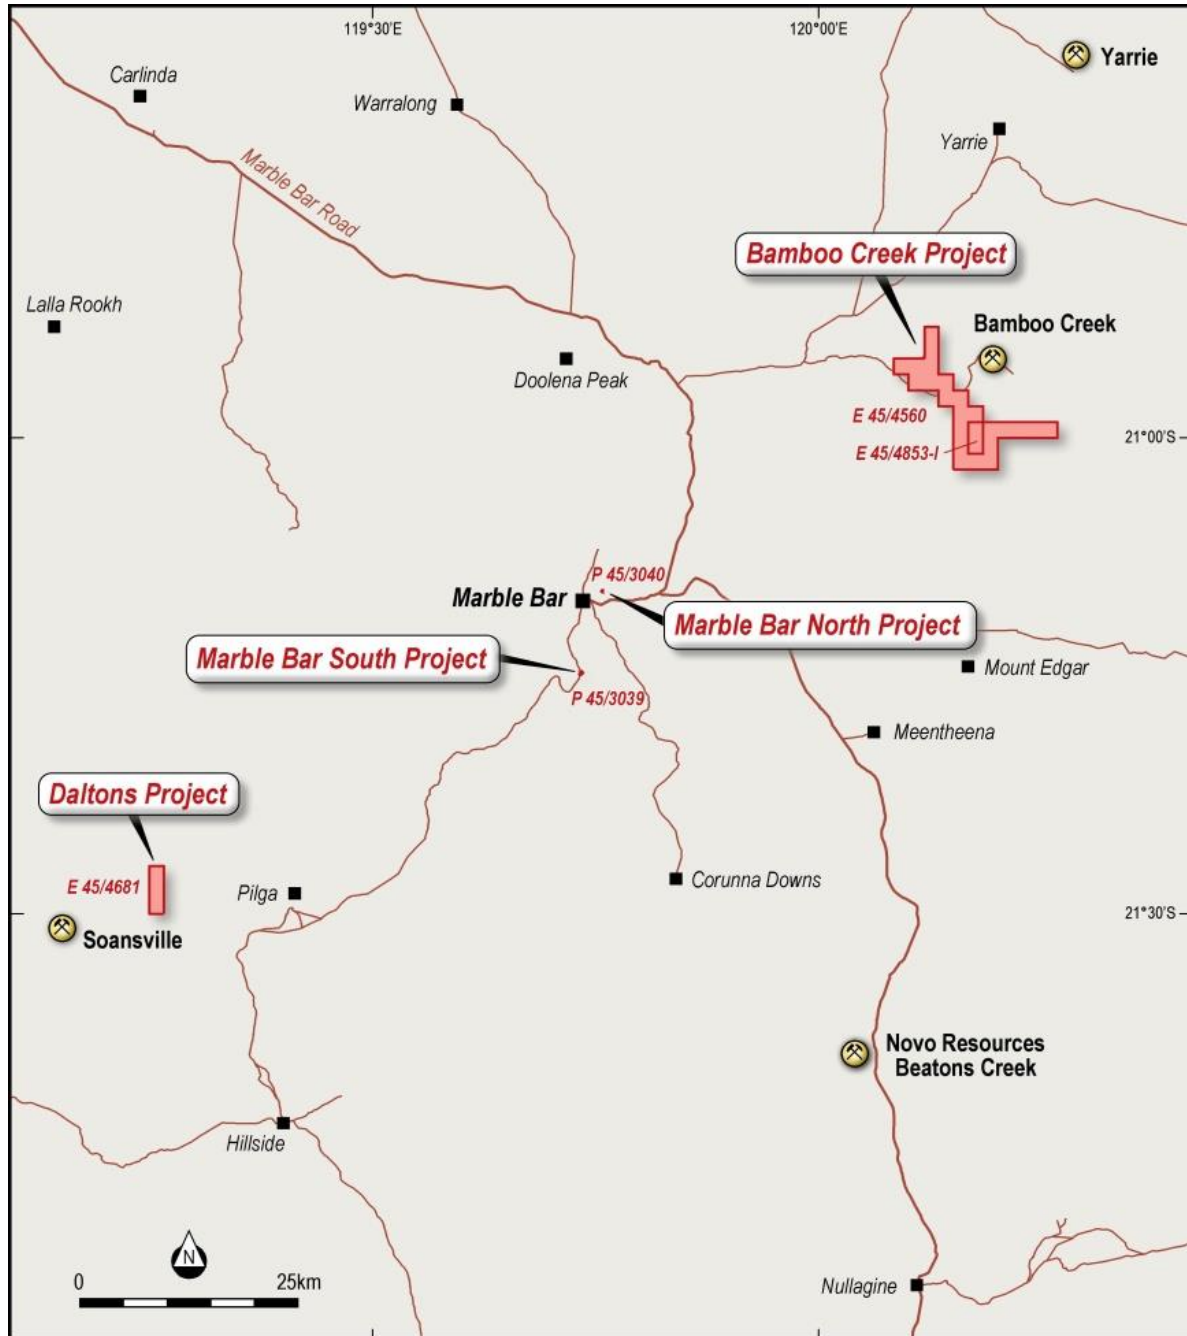 119°30'E
120°00'E
Yarrie
Carlinda
Warralong
Yarrie
Marble Bar Road
Bamboo Creek Project
Lalla Rookh
Bamboo Creek
Doolena Peak
E 45/4560
21°00'S
E 45/4853-I
P 45/3040
Marble Bar
Marble Bar North Project
Marble Bar South Project
Mount Edgar
P 45/3039
Meentheena
Daltons Project
E 45/4681
Pilga
Corunna Downs
21°30'S
Soansville
Novo Resources
Beatons Creek
Hillside
N
0
25km
Nullagine